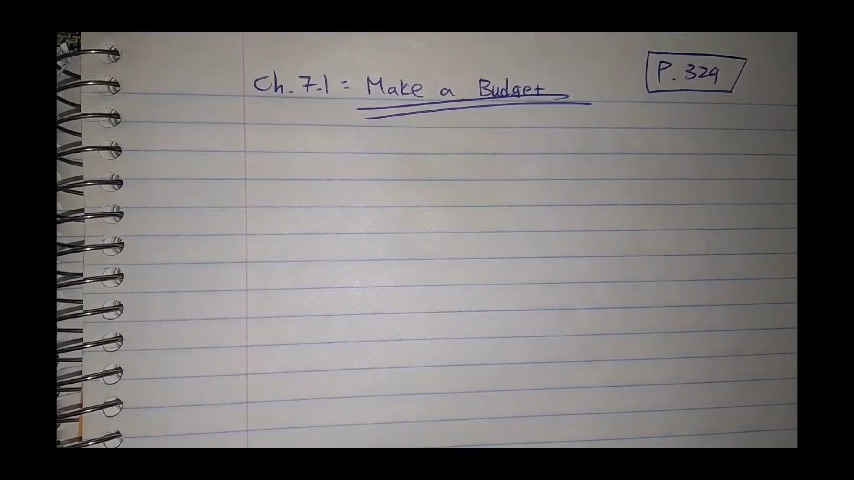 Ch. 7.1 = Make a Budget
P. 329